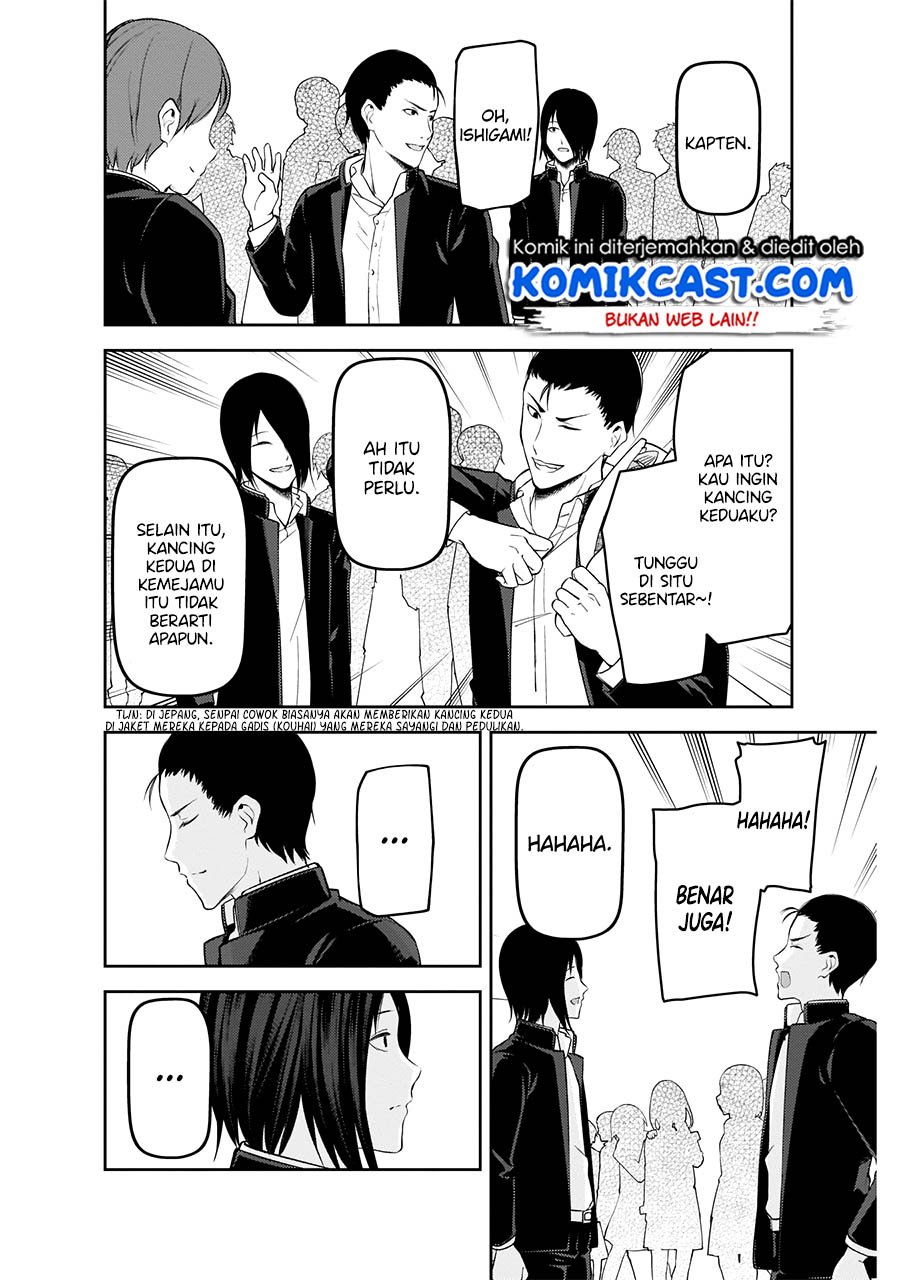 KAPTEN.
OH,
ISHIGAMI!
Komik ini diterjemahkan & diedit oleh
KOMIKCAST.COM
BUKAN WEB LAIN!!
APA ITU?
KAU INGIN
KANCING
KEDUAKU?
TUNGGU
DI SITU
SEBENTAR~!
AH ITU
TIDAK
PERLU.
SELAIN ITU,
KANCING
KEDUA DI
KEMEJAMU
ITU TIDAK
BERARTI
APAPUN.
TL/N: DI JEPANG, SENPAI COWOK BIASANYA AKAN MEMBERIKAN KANCING KEDUA
DI JAKET MEREKA KEPADA GADIS (KOUHAI) YANG MEREKA SAYANGI DAN PEDULIKAN.
HAHAHA!
BENAR
JUGA!
HAHAHA.
...
...